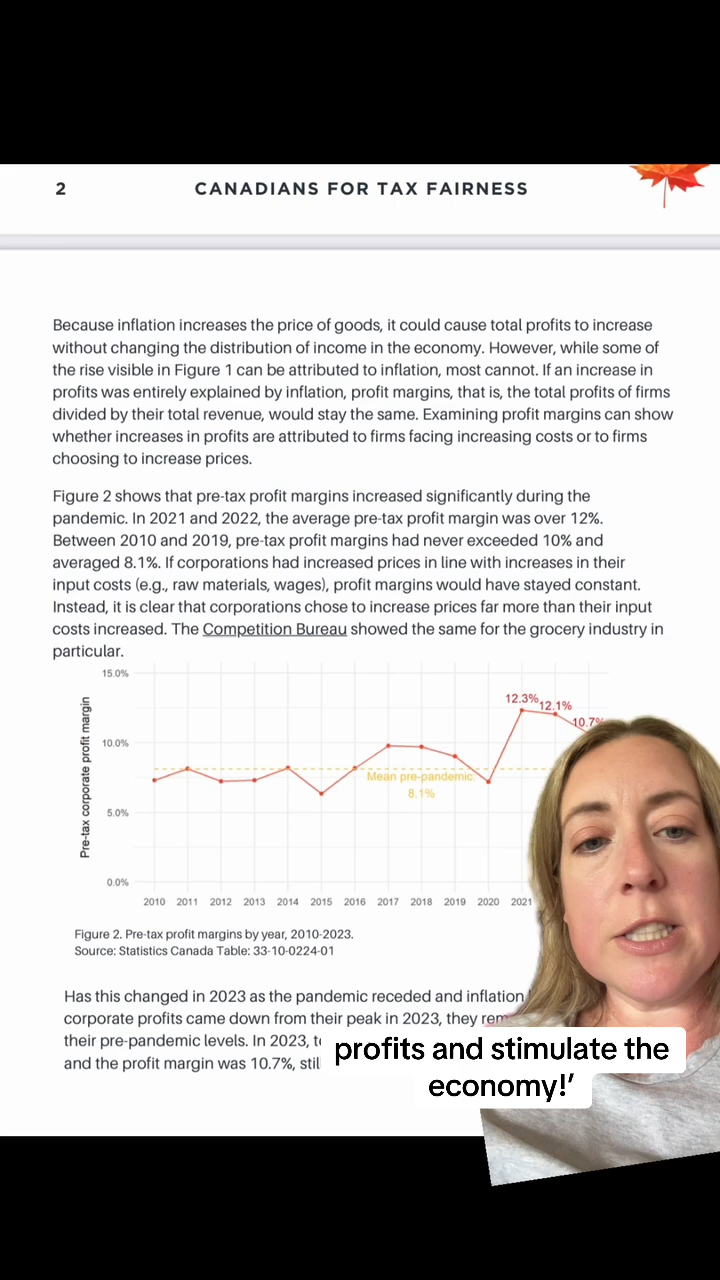 2
CANADIANS FOR TAX FAIRNESS
Because inflation increases the price of goods, it could cause total profits to increase
without changing the distribution of income in the economy. However, while some of
the rise visible in Figure 1 can be attributed to inflation, most cannot. If an increase in
profits was entirely explained by inflation, profit margins, that is, the total profits of firms
divided by their total revenue, would stay the same. Examining profit margins can show
whether increases in profits are attributed to firms facing increasing costs or to firms
choosing to increase prices.
Figure 2 shows that pre-tax profit margins increased significantly during the
pandemic. In 2021 and 2022, the average pre-tax profit margin was over 12%.
Between 2010 and 2019, pre-tax profit margins had never exceeded 10% and
averaged 8.1%. If corporations had increased prices in line with increases in their
input costs (e.g., raw materials, wages), profit margins would have stayed constant.
Instead, it is clear that corporations chose to increase prices far more than their input
costs increased. The Competition Bureau showed the same for the grocery industry in
particular.
Pre-tax corporate profit margin
15.0%
10.0%
5.0%
0.0%
12.3%
12.1%
10.7%
Mean pre-pandemic:
8.1%
2010 2011 2012 2013 2014 2015 2016 2017 2018 2019 2020 2021
Figure 2. Pre-tax profit margins by year, 2010-2023.
Source: Statistics Canada Table: 33-10-0224-01
Has this changed in 2023 as the pandemic receded and inflation
corporate profits came down from their peak in 2023, they
their pre-pandemic levels. In 2023,
and the profit margin was 10.7%,
profits and stimulate the
economy!’